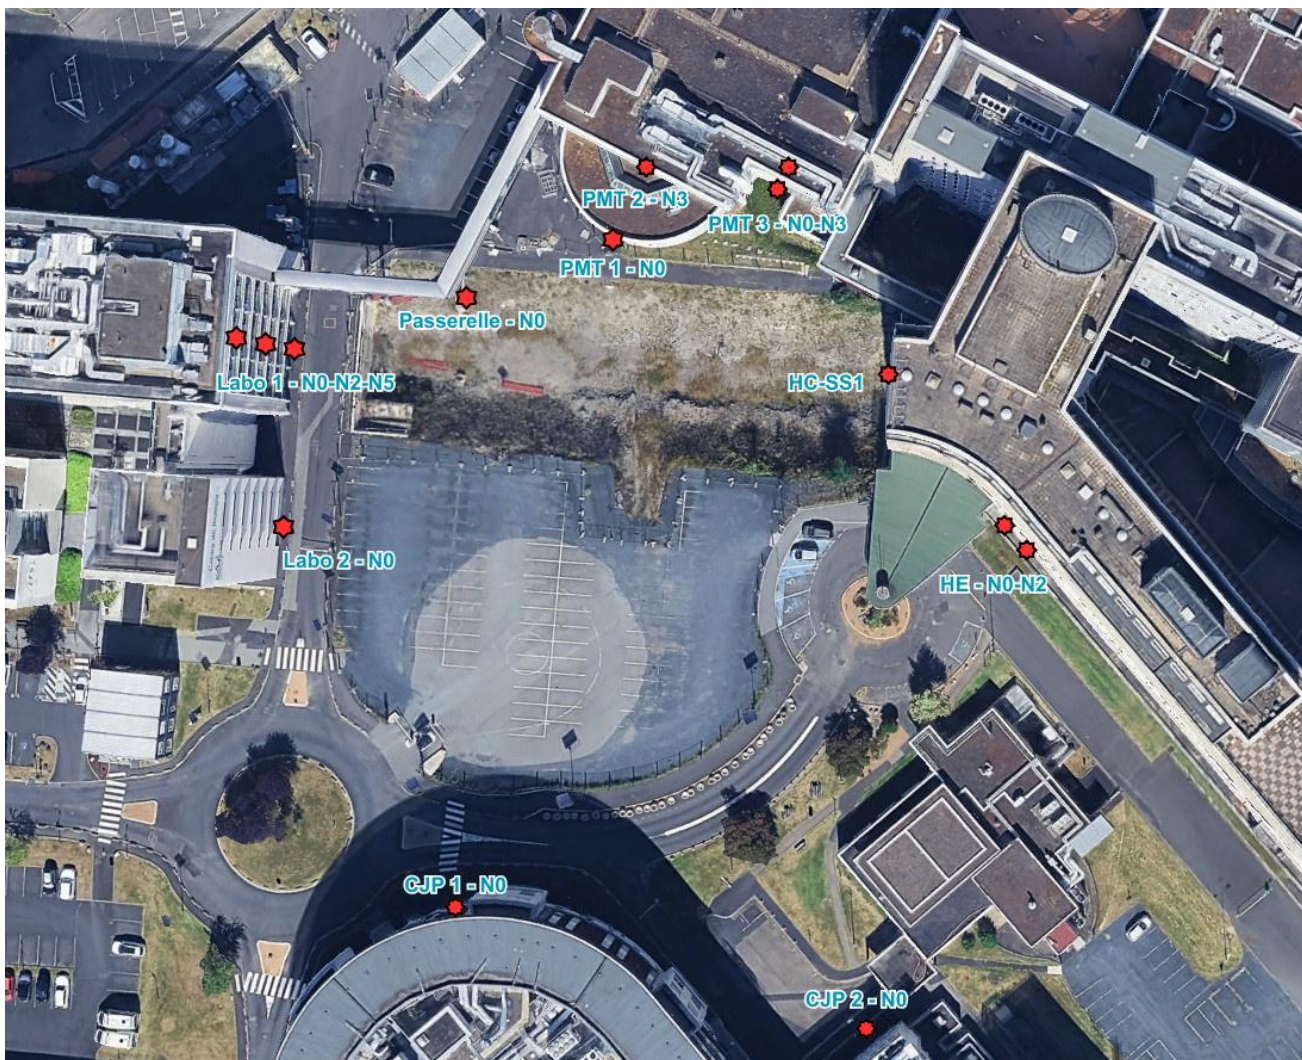 PMT 2 - N3
PMT 3 - N0-N3
PMT 1 - N0
Passerelle - N0
Labo 1 - N0-N2-N5
HC-SS1
Labo 2 - N0
HE - N0-N2
CJP 1 - N0
CJP 2 - N0